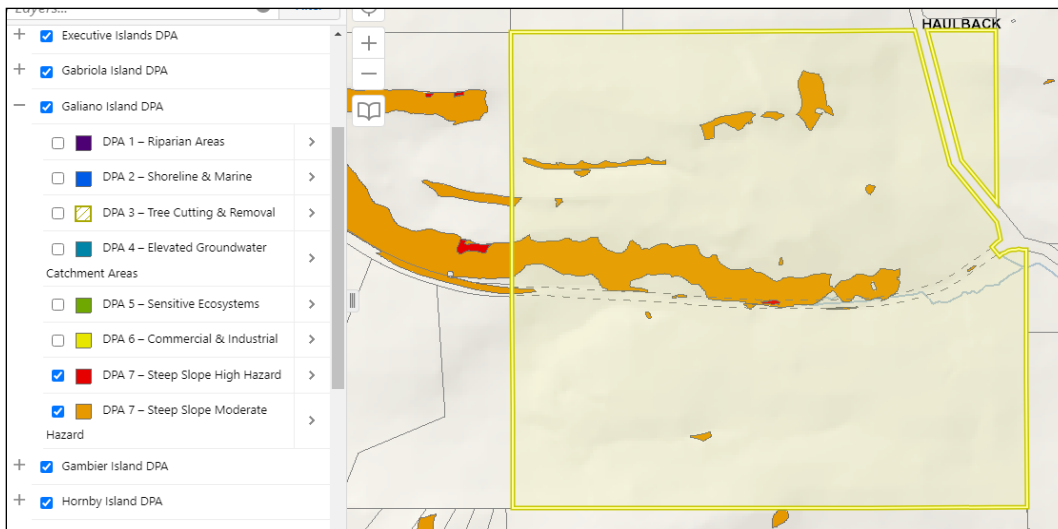 Layers...
Filter
Executive Islands DPA
Gabriola Island DPA
Galiano Island DPA
DPA 1 – Riparian Areas
DPA 2 – Shoreline & Marine
DPA 3 – Tree Cutting & Removal
DPA 4 – Elevated Groundwater
Catchment Areas
DPA 5 – Sensitive Ecosystems
DPA 6 – Commercial & Industrial
DPA 7 – Steep Slope High Hazard
DPA 7 – Steep Slope Moderate
Hazard
Gambier Island DPA
Hornby Island DPA
HAULBACK